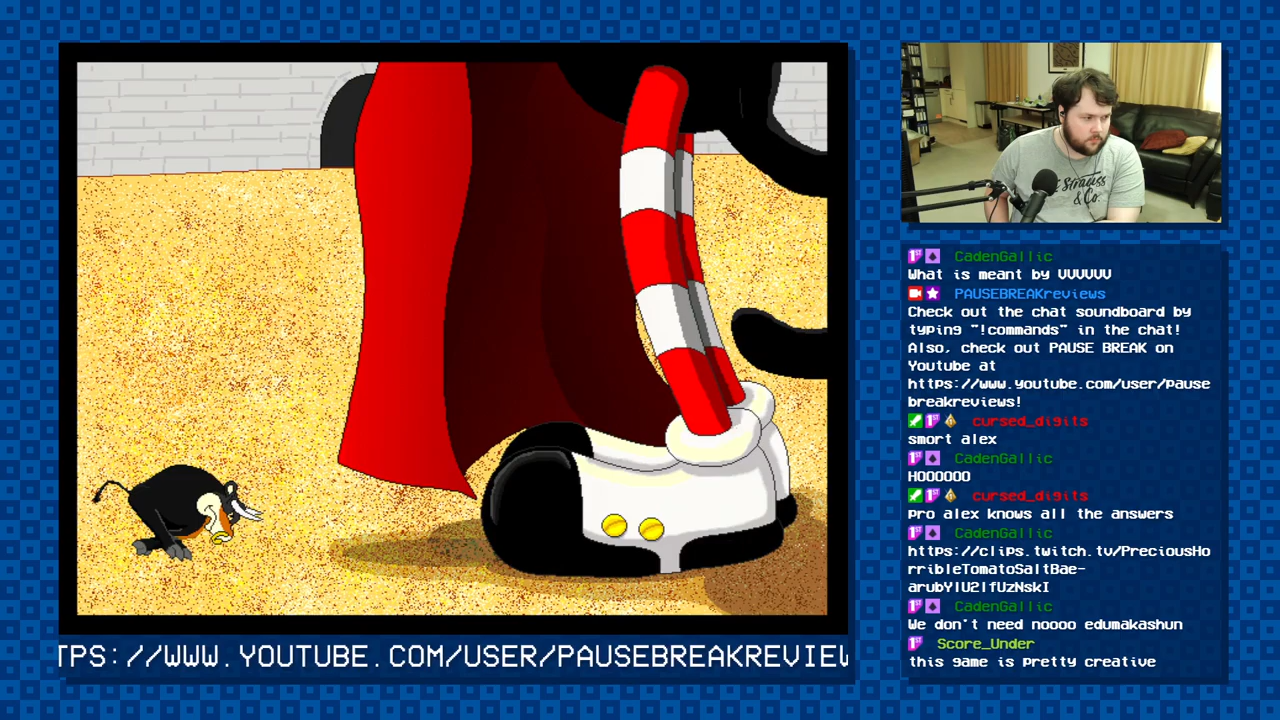 Strauss
& Co.
CadenGallic
What is meant by VVVVVV
PAUSEBREAKreviews
Check out the chat soundboard by
typing "!commands" in the chat!
Also, check out PAUSE BREAK on
Youtube at
https://www.youtube.com/user/pause
breakreviews!
cursed_digits
smort alex
CadenGallic
HOOOOOO
cursed_digits
pro alex knows all the answers
CadenGallic
https://clips.twitch.tv/PreciousHo
rribleTomatoSaltBae-
arubYlU2lfUzNskI
CadenGallic
We don't need noooo edumakashun
Score_Under
this game is pretty creative
TPS://WWW.YOUTUBE.COM/USER/PAUSEBREAKREVIEW